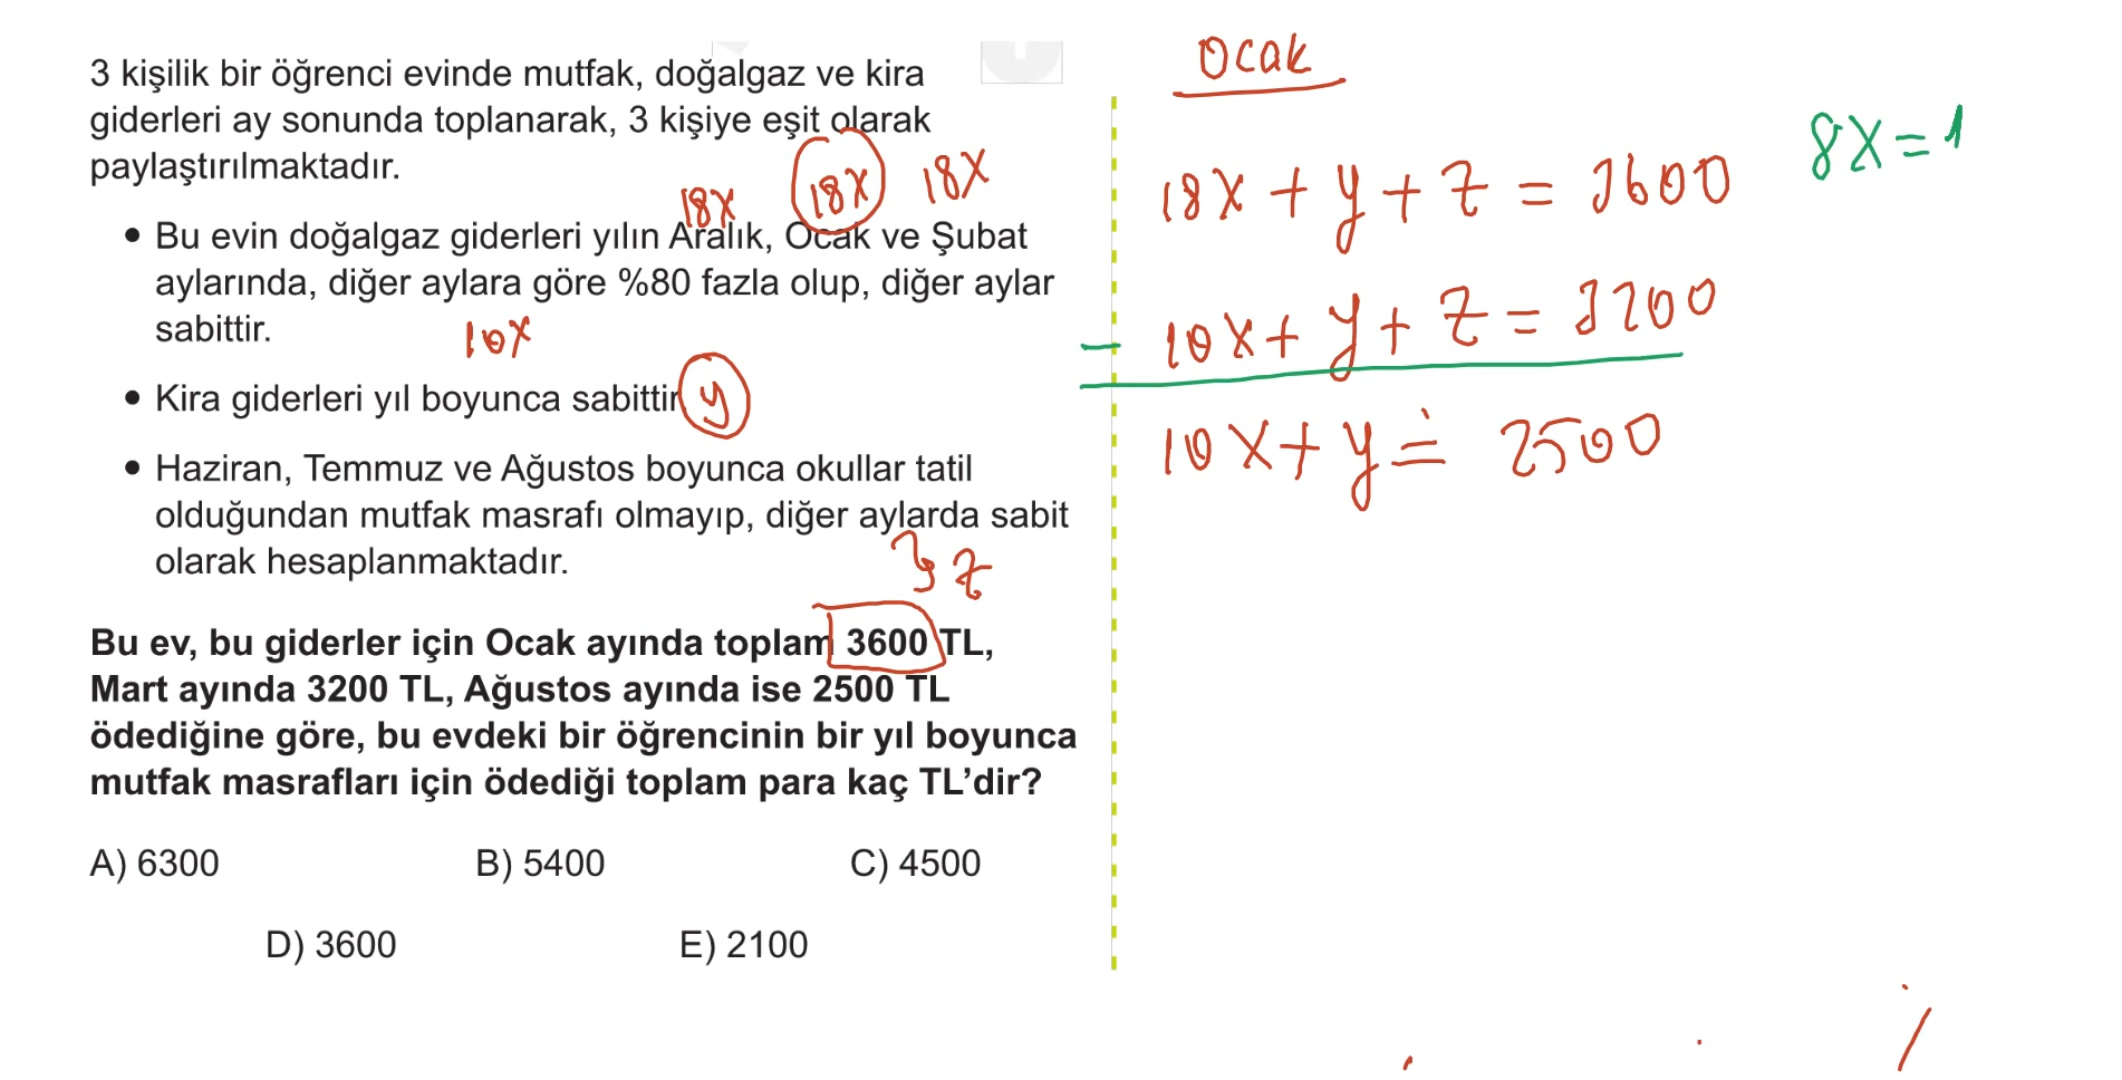 3 kişilik bir öğrenci evinde mutfak, doğalgaz ve kira
giderleri ay sonunda toplanarak, 3 kişiye eşit olarak
paylaştırılmaktadır.
18x 18x 18x
• Bu evin doğalgaz giderleri yılın Aralık, Ocak ve Şubat
aylarında, diğer aylara göre %80 fazla olup, diğer aylar
sabittir.
10x
• Kira giderleri yıl boyunca sabittir
y
• Haziran, Temmuz ve Ağustos boyunca okullar tatil
olduğundan mutfak masrafı olmayıp, diğer aylarda sabit
olarak hesaplanmaktadır.
z
Bu ev, bu giderler için Ocak ayında toplam 3600 TL,
Mart ayında 3200 TL, Ağustos ayında ise 2500 TL
ödediğine göre, bu evdeki bir öğrencinin bir yıl boyunca
mutfak masrafları için ödediği toplam para kaç TL’dir?
A) 6300 B) 5400 C) 4500
D) 3600 E) 2100
Ocak
18x + y + z = 3600
- 10x + y + z = 3200
10x + y = 2500
8x = 1